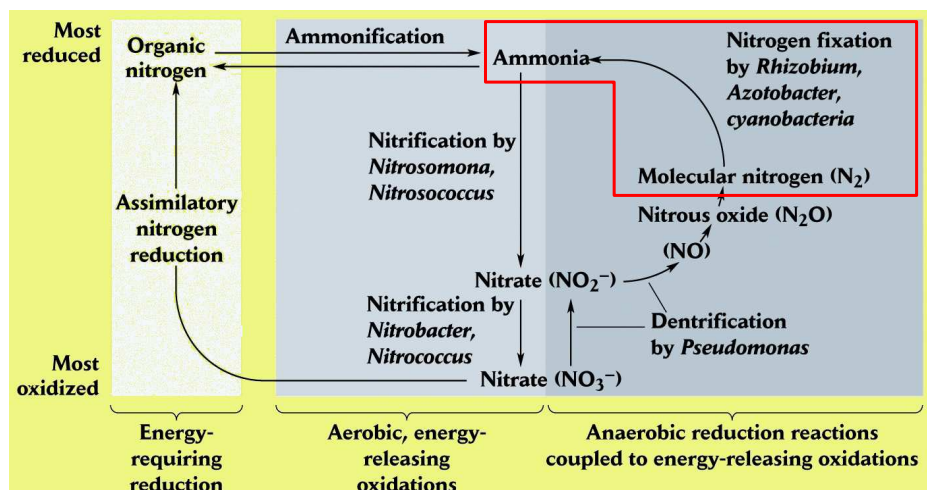 Most
reduced
Organic
nitrogen
Ammonification
Ammonia
Nitrogen fixation
by Rhizobium,
Azotobacter,
cyanobacteria
Nitrification by
Nitrosomona,
Nitrosococcus
Molecular nitrogen (N₂)
Assimilatory
nitrogen
reduction
Nitrous oxide (N₂O)
(NO)
Nitrate (NO₂⁻)
Nitrification by
Nitrobacter,
Nitrococcus
Dentrification
by Pseudomonas
Most
oxidized
Nitrate (NO₃⁻)
Energy-
requiring
reduction
Aerobic, energy-
releasing
oxidations
Anaerobic reduction reactions
coupled to energy-releasing oxidations